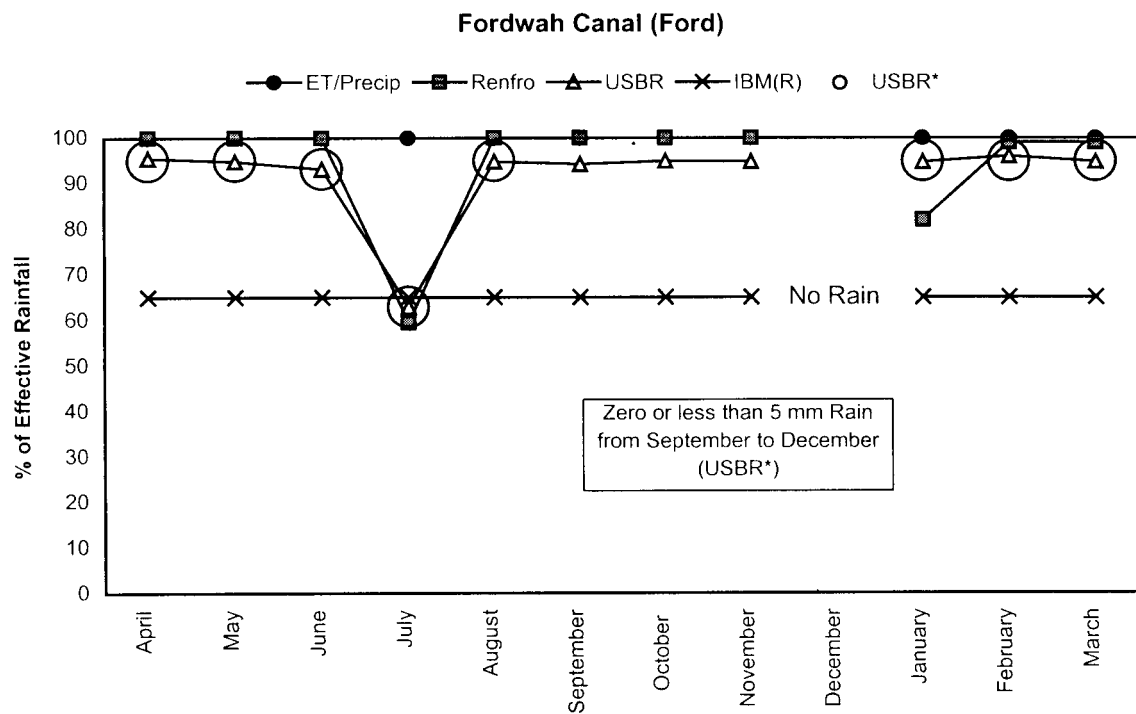 Fordwah Canal (Ford)
ET/Precip Renfro USBR IBM(R) USBR*
% of Effective Rainfall
100
90
80
70
60
50
40
30
20
10
0
No Rain
Zero or less than 5 mm Rain
from September to December
(USBR*)
April
May
June
July
August
September
October
November
December
January
February
March